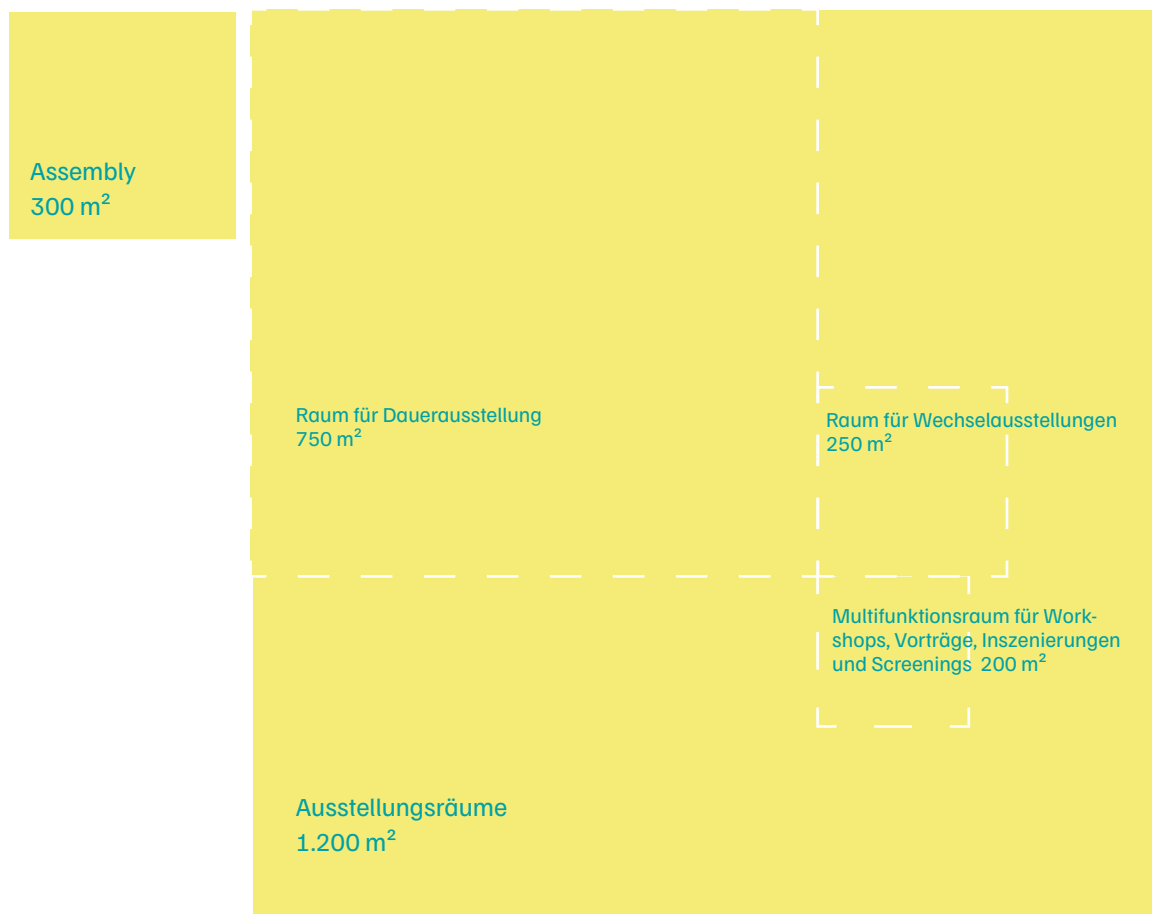 Assembly
300 m²
Raum für Dauerausstellung
750 m²
Raum für Wechselausstellungen
250 m²
Multifunktionsraum für Work-
shops, Vorträge, Inszenierungen
und Screenings 200 m²
Ausstellungsräume
1.200 m²